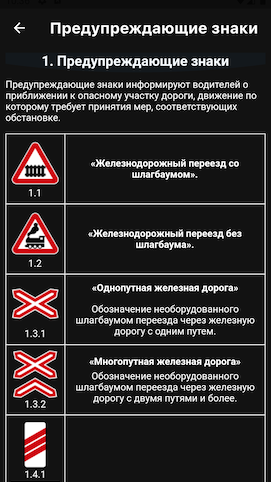 Предупреждающие знаки
1. Предупреждающие знаки
Предупреждающие знаки информируют водителей о
приближении к опасному участку дороги, движение по
которому требует принятия мер, соответствующих
обстановке.
1.1
«Железнодорожный переезд со
шлагбаумом».
1.2
«Железнодорожный переезд без
шлагбаума».
1.3.1
«Однопутная железная дорога»
Обозначение необорудованного
шлагбаумом переезда через железную
дорогу с одним путем.
1.3.2
«Многопутная железная дорога»
Обозначение необорудованного
шлагбаумом переезда через железную
дорогу с двумя путями и более.
1.4.1